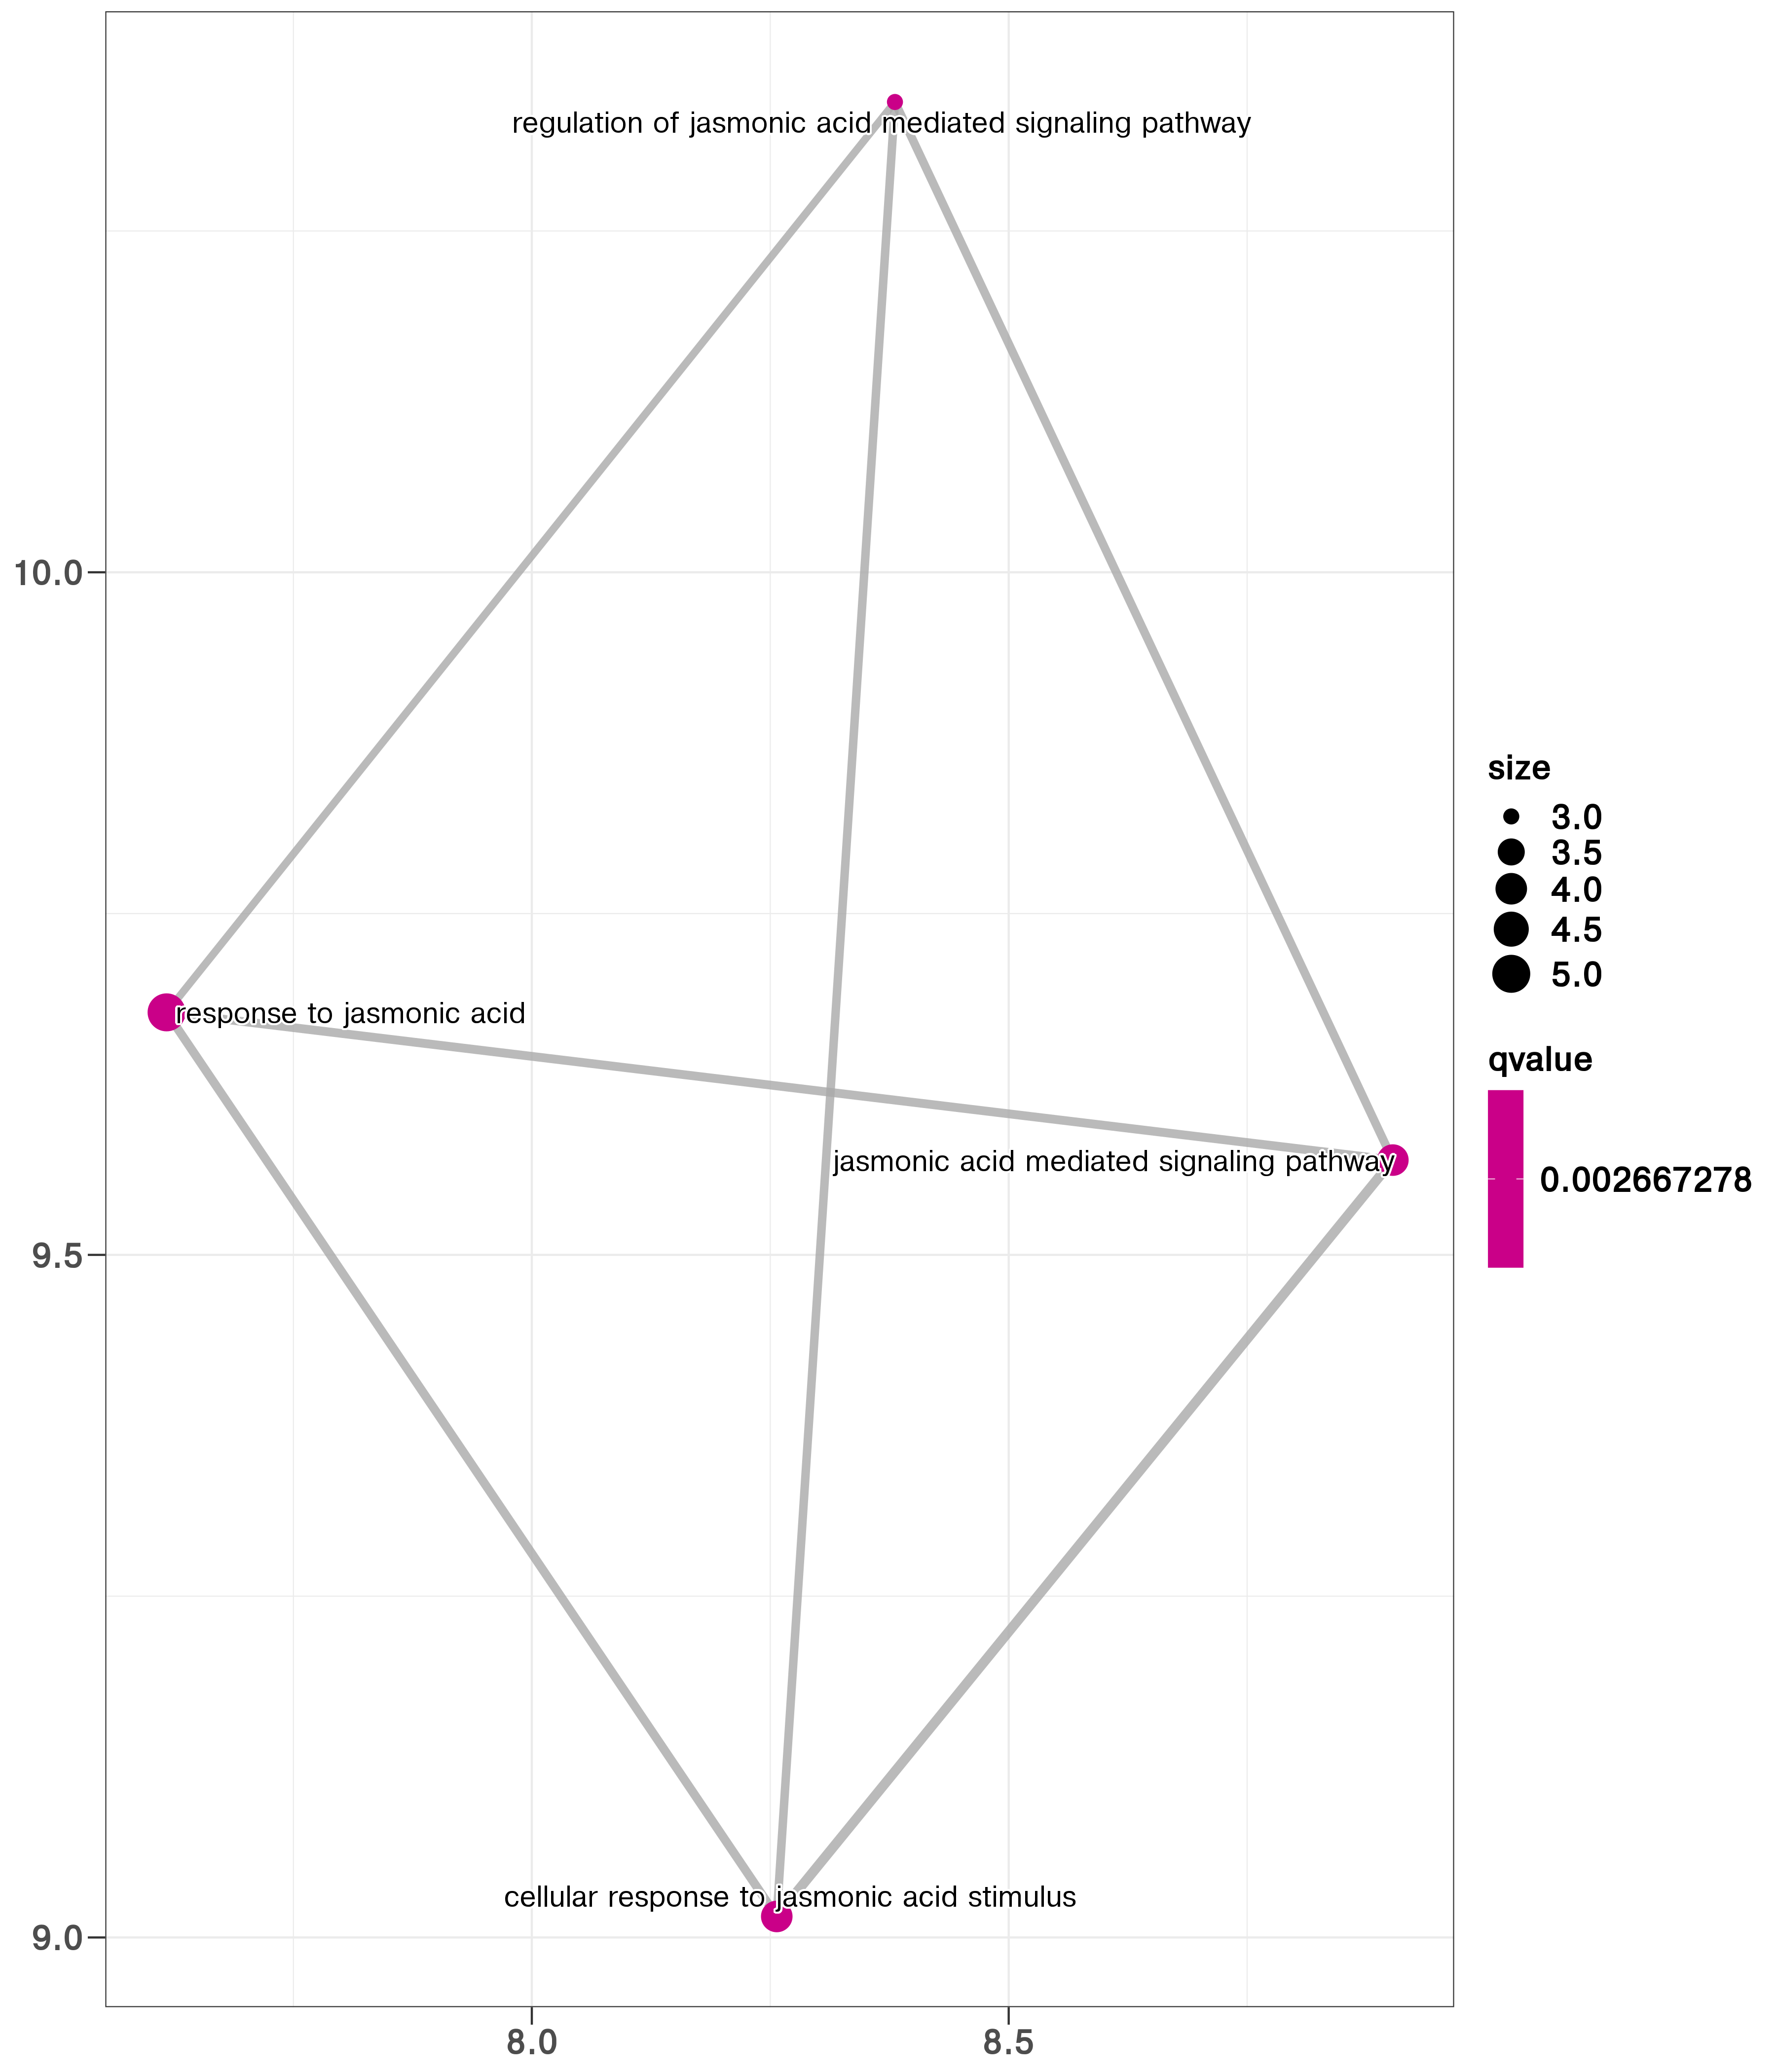 regulation of jasmonic acid mediated signaling pathway
10.0
response to jasmonic acid
jasmonic acid mediated signaling pathway
9.5
cellular response to jasmonic acid stimulus
9.0
8.0
8.5
size
3.0
3.5
4.0
4.5
5.0
qvalue
0.002667278